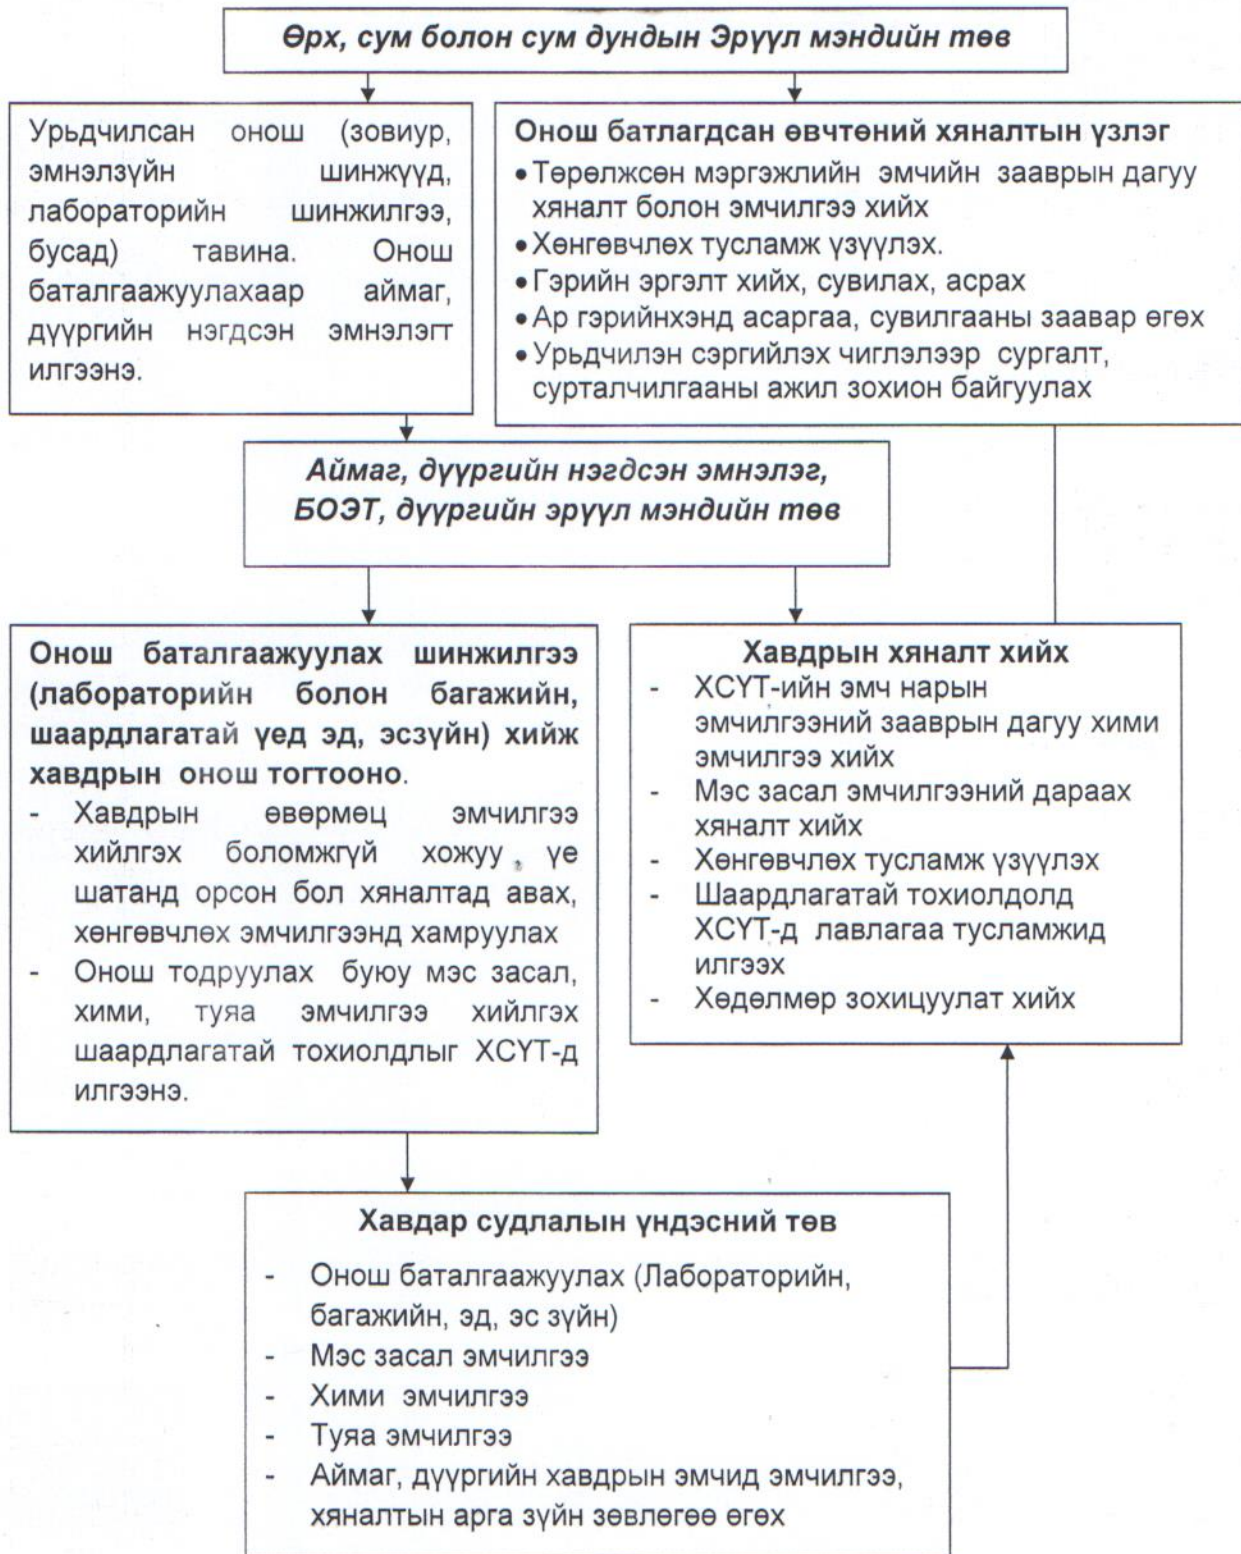 Өрх, сум болон сум дундын Эрүүл мэндийн төв
Урьдчилсан онош (зовиур,
эмнэлзүйн шинжүүд,
лабораторийн шинжилгээ,
бусад) тавина. Онош
баталгаажуулахаар аймаг,
дүүргийн нэгдсэн эмнэлэгт
илгээнэ.
Онош батлагдсан өвчтөний хяналтын үзлэг
• Төрөлжсөн мэргэжлийн эмчийн зааврын дагуу
хяналт болон эмчилгээ хийх
• Хөнгөвчлөх тусламж үзүүлэх.
• Гэрийн эргэлт хийх, сувилах, асрах
• Ар гэрийнхэнд асаргаа, сувилгааны заавар өгөх
• Урьдчилэн сэргийлэх чиглэлээр сургалт,
сурталчилгааны ажил зохион байгуулах
Аймаг, дүүргийн нэгдсэн эмнэлэг,
БОЭТ, дүүргийн эрүүл мэндийн төв
Онош баталгаажуулах шинжилгээ
(лабораторийн болон багажийн,
шаардлагатай үед эд, эсзүйн) хийж
хавдрын онош тогтооно.
- Хавдрын өвөрмөц эмчилгээ
хийлгэх боломжгүй хожуу үе
шатанд орсон бол хяналтад авах,
хөнгөвчлөх эмчилгээнд хамруулах
- Онош тодруулах буюу мэс засал,
хими, туяа эмчилгээ хийлгэх
шаардлагатай тохиолдлыг ХСҮТ-д
илгээнэ.
Хавдрын хяналт хийх
- ХСҮТ-ийн эмч нарын
эмчилгээний зааврын дагуу хими
эмчилгээ хийх
- Мэс засал эмчилгээний дараах
хяналт хийх
- Хөнгөвчлөх тусламж үзүүлэх
- Шаардлагатай тохиолдолд
ХСҮТ-д лавлагаа тусламжид
илгээх
- Хөдөлмөр зохицуулат хийх
Хавдар судлалын үндэсний төв
- Онош баталгаажуулах (Лабораторийн,
багажийн, эд, эс зүйн)
- Мэс засал эмчилгээ
- Хими эмчилгээ
- Туяа эмчилгээ
- Аймаг, дүүргийн хавдрын эмчид эмчилгээ,
хяналтын арга зүйн зөвлөгөө өгөх